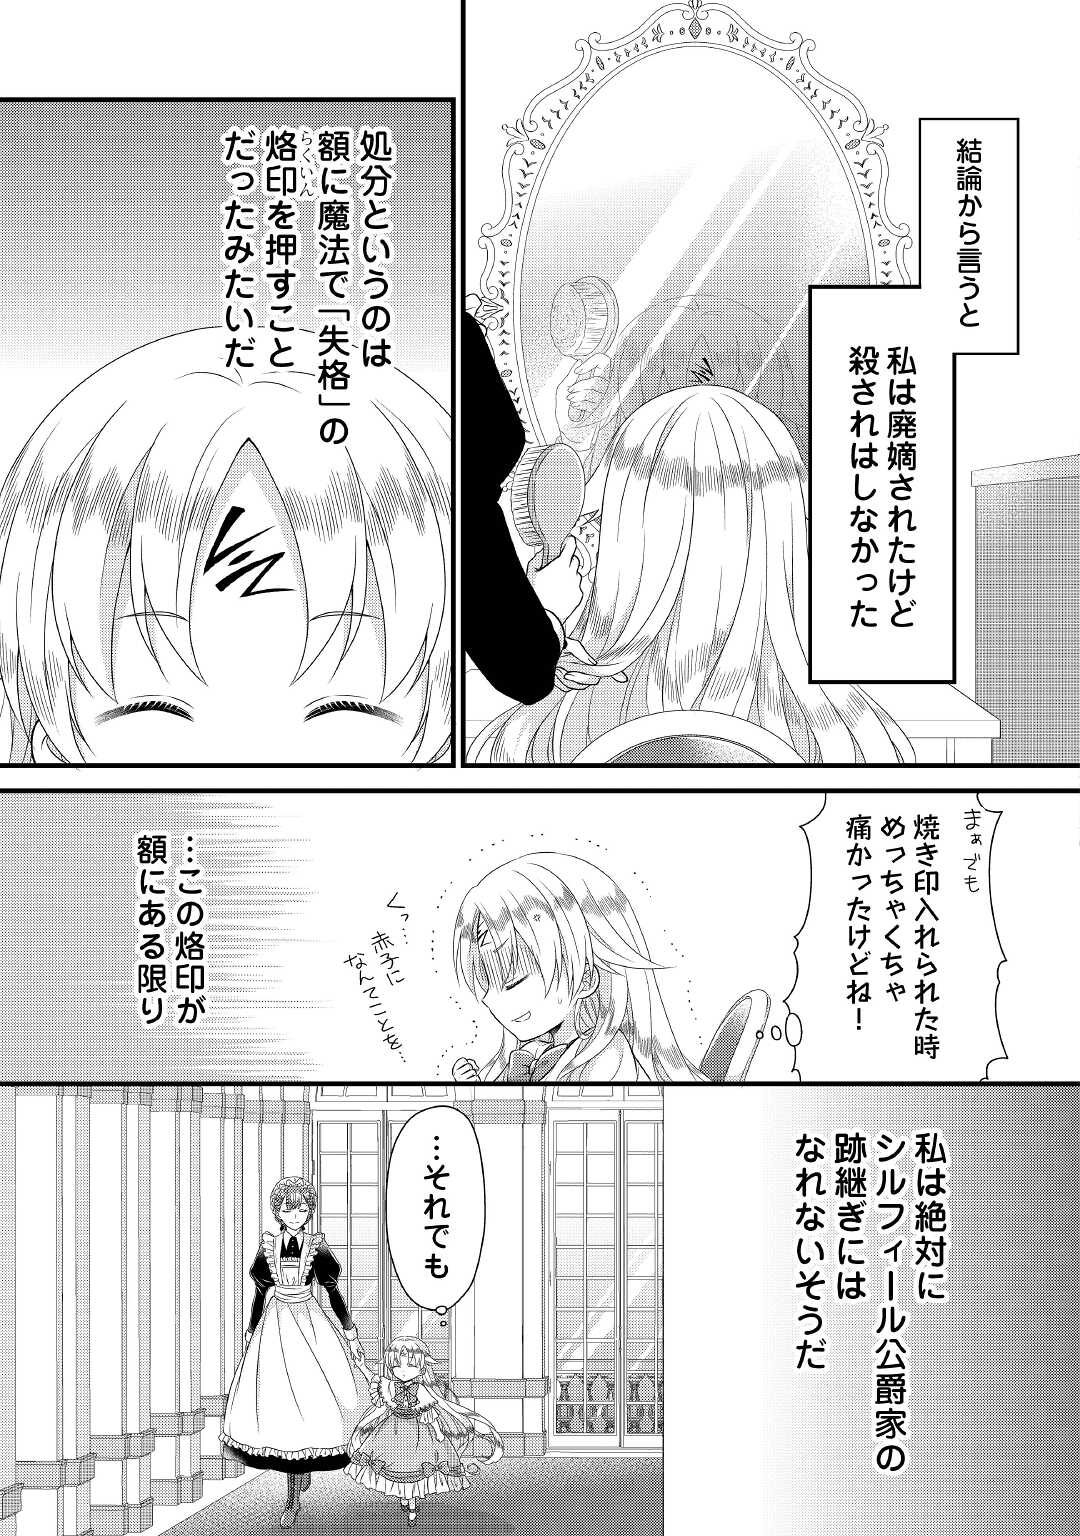 結論から言うと
私は廃嫡されたけど
殺されはしなかった
処分というのは
額に魔法で「失格」の
烙印を押すこと
らくいん
だったみたいだ
まぁでも
焼き印入れられた時
めっちゃくちゃ
痛かったけどね！
くっ…
赤子に
なんてことを…
…この烙印が
額にある限り
私は絶対に
シルフィール公爵家の
跡継ぎには
なれないそうだ
…それでも